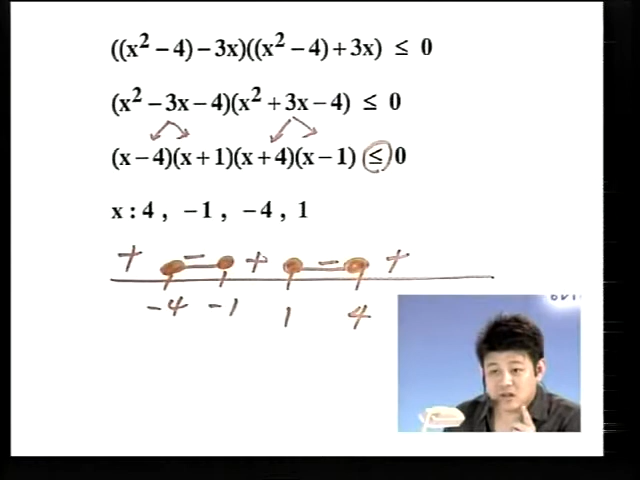 ((x² − 4) − 3x)((x² − 4) + 3x) ≤ 0
(x² − 3x − 4)(x² + 3x − 4) ≤ 0
(x − 4)(x + 1)(x + 4)(x − 1) ≤ 0
x : 4 , −1 , −4 , 1
+ − + − +
−4 −1 1 4